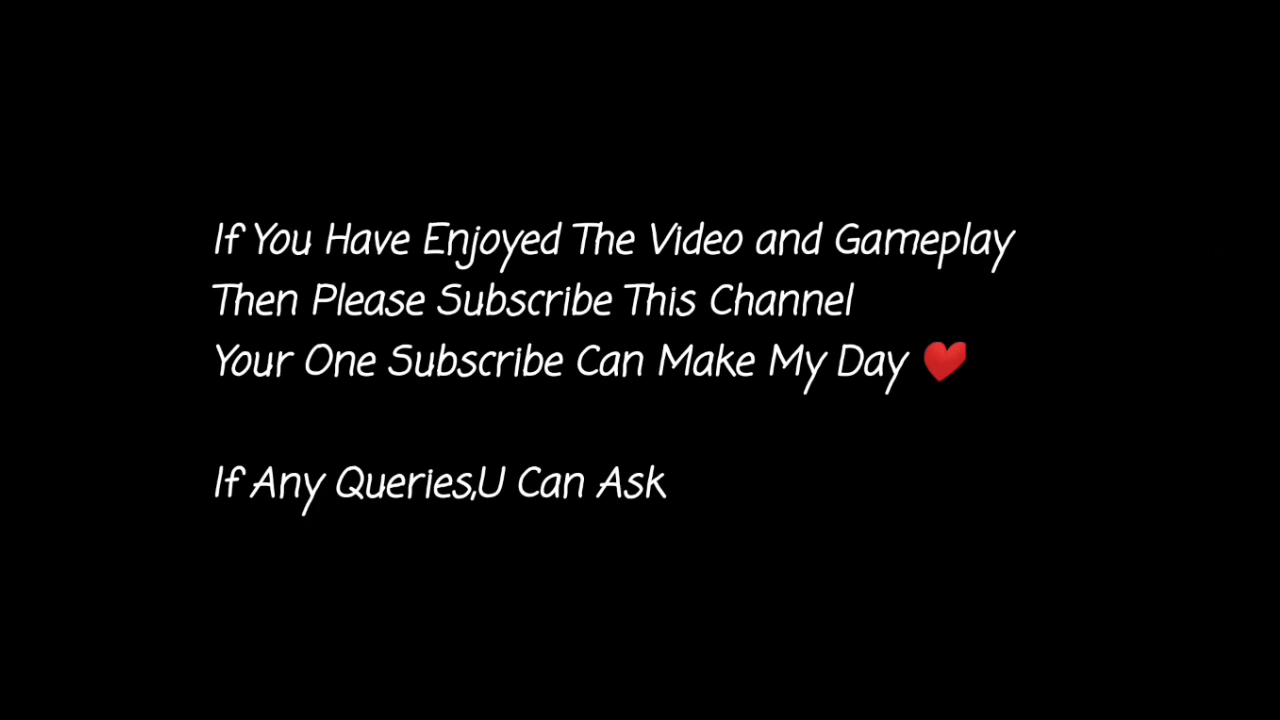 If You Have Enjoyed The Video and Gameplay
Then Please Subscribe This Channel
Your One Subscribe Can Make My Day ❤️
If Any Queries,U Can Ask